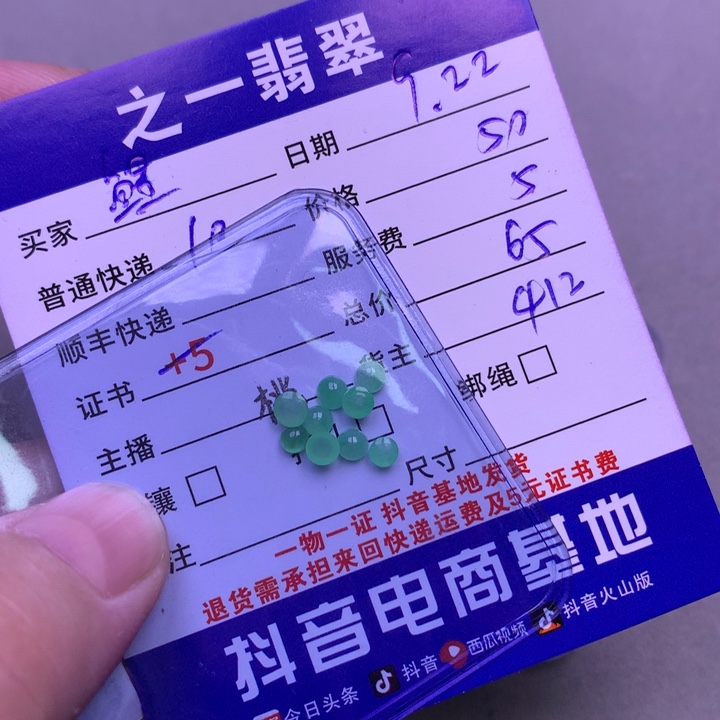 之一翡翠
买家 日期 9.22
普通快递 10 价格 50
顺丰快递 服务费 5
证书 +5 总价 65
主播 货主 412
镶 绑绳
注 尺寸
一物一证 抖音基地发货
退货需承担来回快递运费及5元证书费
抖音电商基地
今日头条 抖音 西瓜视频 抖音火山版